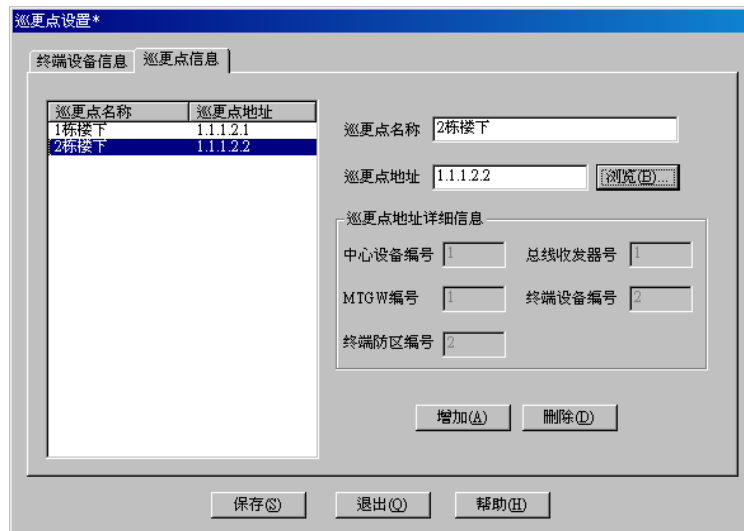 巡更点设置*
终端设备信息 巡更点信息
巡更点名称 巡更点地址
1栋楼下 1.1.1.2.1
2栋楼下 1.1.1.2.2
巡更点名称 2栋楼下
巡更点地址 1.1.1.2.2 浏览(B)...
巡更点地址详细信息
中心设备编号 1 总线收发器号 1
MTGW编号 1 终端设备编号 2
终端防区编号 2
增加(A) 删除(D)
保存(S) 退出(Q) 帮助(H)